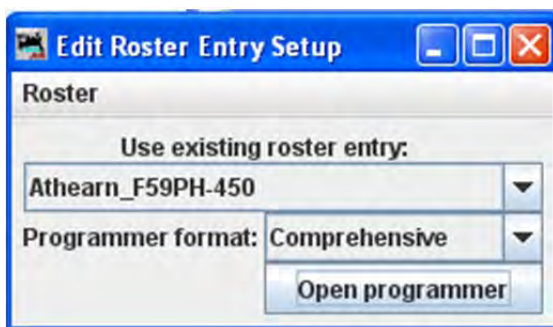 Edit Roster Entry Setup
Roster
Use existing roster entry:
Athearn_F59PH-450
Programmer format: Comprehensive
Open programmer